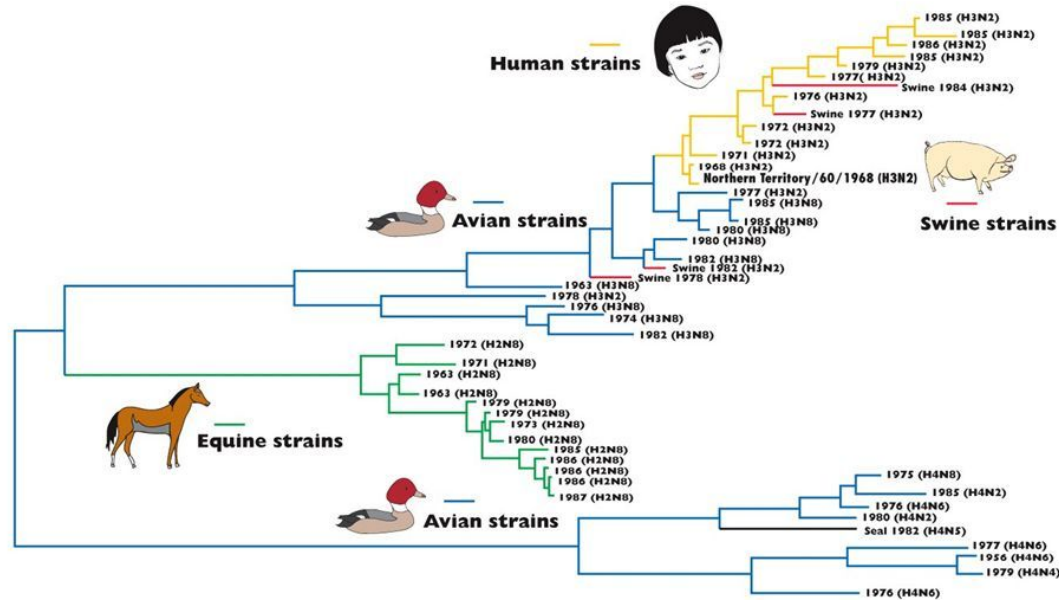 1985 (H3N2)
1985 (H3N2)
1986 (H3N2)
1985 (H3N2)
Human strains
1979 (H3N2)
1977( H3N2)
Swine 1984 (H3N2)
1976 (H3N2)
Swine 1977 (H3N2)
1972 (H3N2)
1972 (H3N2)
1971 (H3N2)
1968 (H3N2)
Northern Territory/60/1968 (H3N2)
1977 (H3N2)
1985 (H3N8)
Avian strains
1985 (H3N8)
Swine strains
1980 (H3N8)
1980 (H3N8)
1982 (H3N8)
Swine 1982 (H3N2)
Swine 1978 (H3N2)
1963 (H3N8)
1978 (H3N2)
1976 (H3N8)
1974 (H3N8)
1982 (H3N8)
1972 (H2N8)
1971 (H2N8)
1963 (H2N8)
1963 (H2N8)
1979 (H2N8)
1979 (H2N8)
1973 (H2N8)
Equine strains
1980 (H2N8)
1985 (H2N8)
1986 (H2N8)
1986 (H2N8)
1986 (H2N8)
1987 (H2N8)
1975 (H4N8)
1985 (H4N2)
1976 (H4N6)
1980 (H4N2)
Avian strains
Seal 1982 (H4N5)
1977 (H4N6)
1956 (H4N6)
1979 (H4N4)
1976 (H4N6)